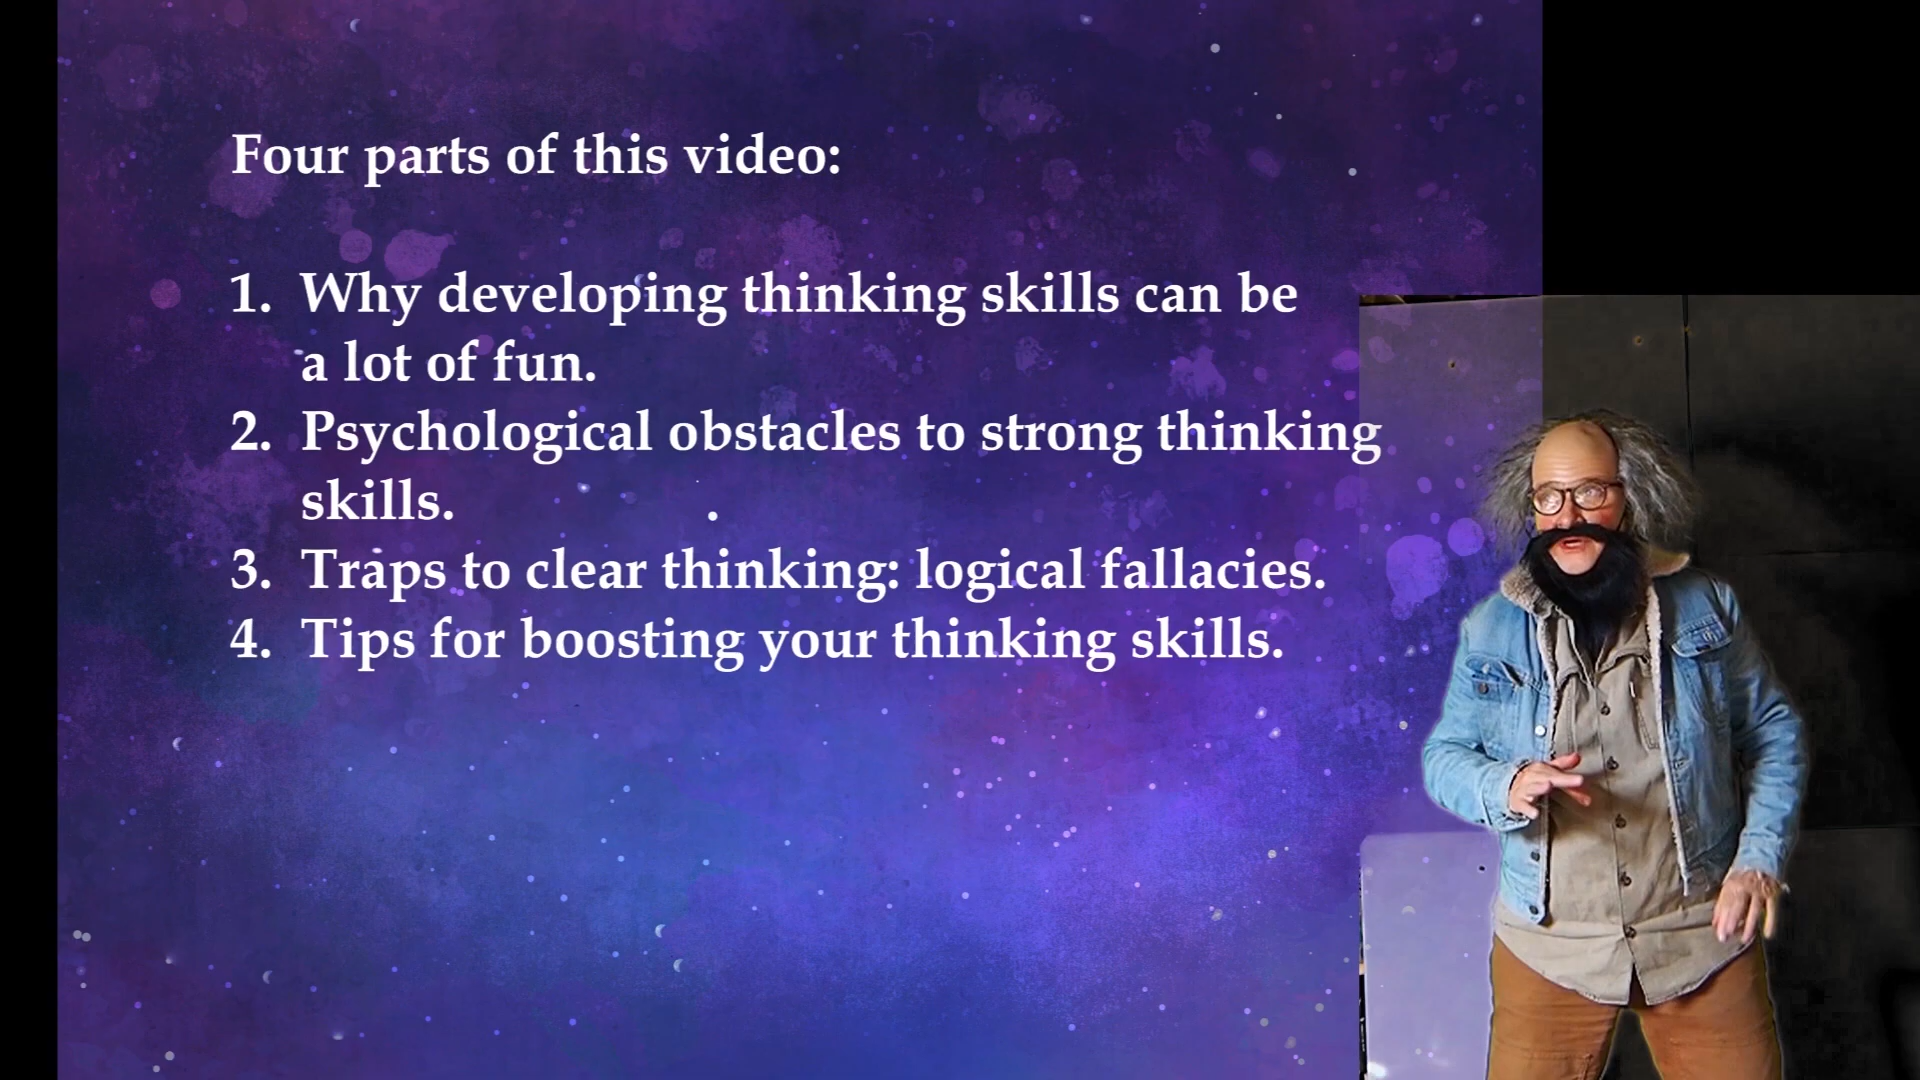 Four parts of this video:
1. Why developing thinking skills can be
a lot of fun.
2. Psychological obstacles to strong thinking
skills.
3. Traps to clear thinking: logical fallacies.
4. Tips for boosting your thinking skills.